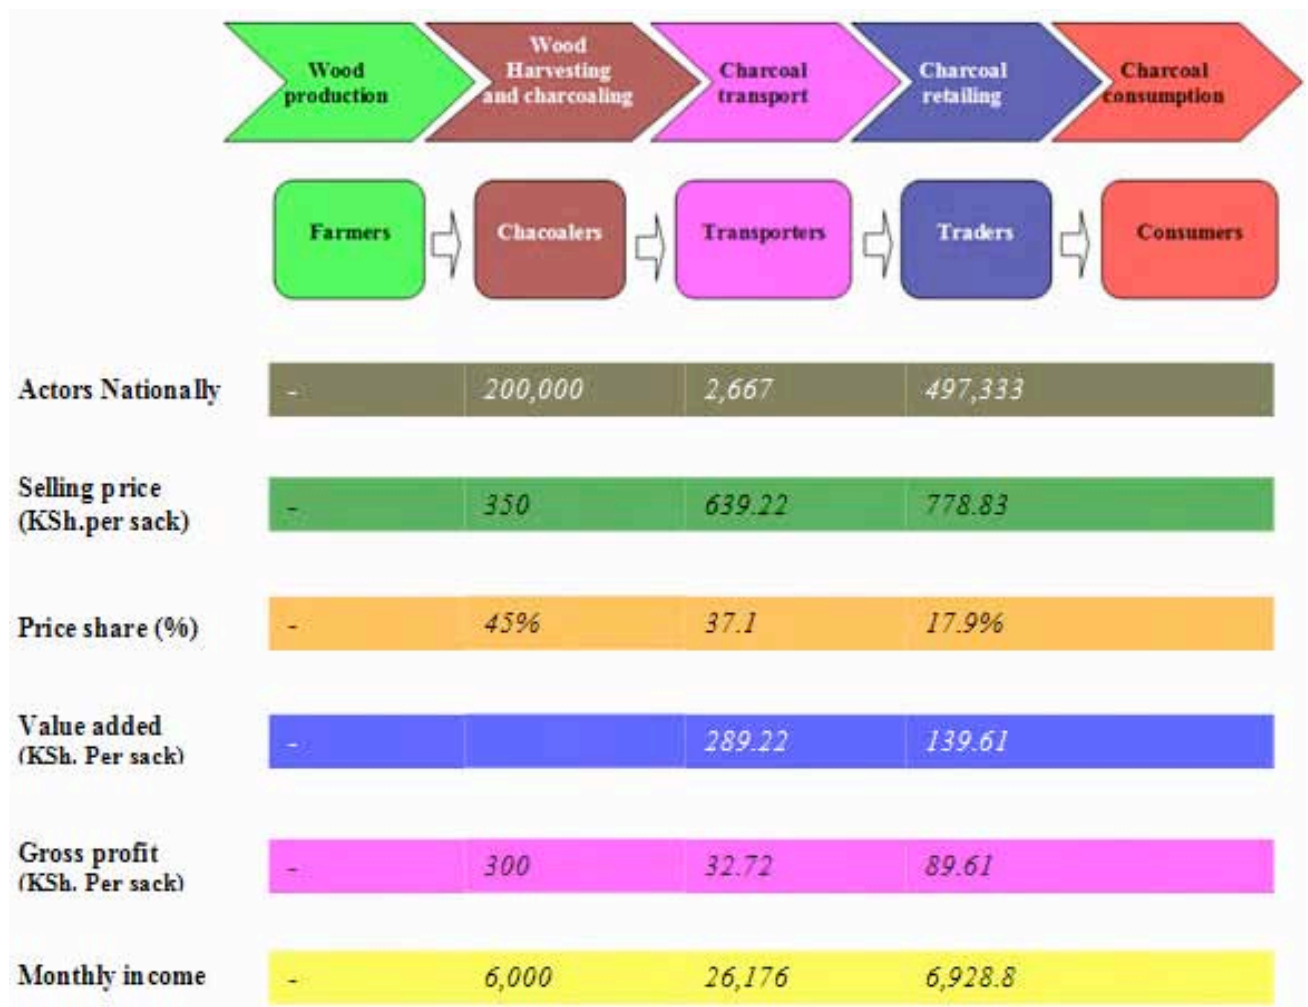 Wood
production
Wood
Harvesting
and charcoaling
Charcoal
transport
Charcoal
retailing
Charcoal
consumption
Farmers
Chacoalers
Transporters
Traders
Consumers
Actors Nationally - 200,000 2,667 497,333
Selling price
(KSh.per sack) - 350 639.22 778.83
Price share (%) - 45% 37.1 17.9%
Value added
(KSh. Per sack) - 289.22 139.61
Gross profit
(KSh. Per sack) - 300 32.72 89.61
Monthly income - 6,000 26,176 6,928.8